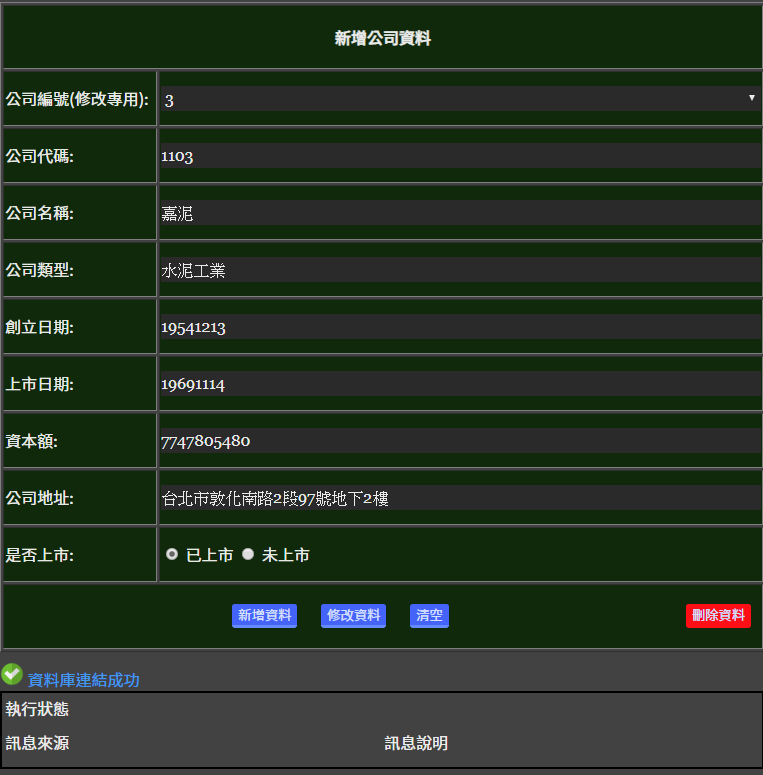 新增公司資料
公司編號(修改專用): 3
公司代碼: 1103
公司名稱: 嘉泥
公司類型: 水泥工業
創立日期: 19541213
上市日期: 19691114
資本額: 7747805480
公司地址: 台北市敦化南路2段97號地下2樓
是否上市: 已上市 未上市
新增資料 修改資料 清空 刪除資料
資料庫連結成功
執行狀態
訊息來源 訊息說明